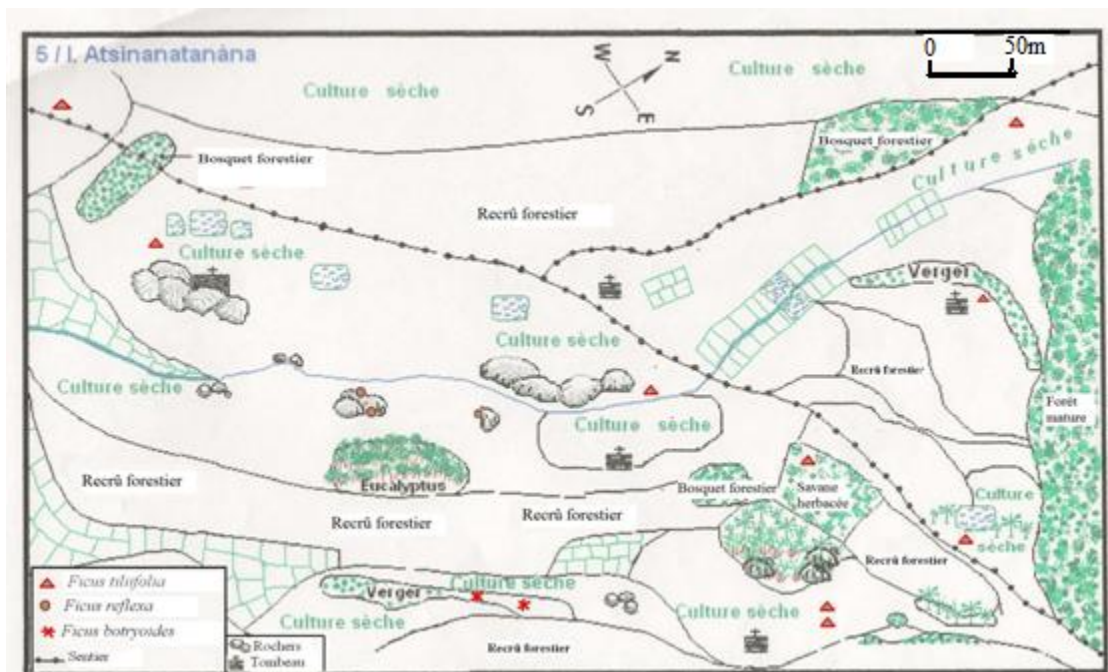 5 / I. Atsinanatanàna
0 50m
N
W
S
E
Culture sèche
Culture sèche
Bosquet forestier
Bosquet forestier
Culture sèche
Recrû forestier
Culture sèche
Verger
Culture sèche
Culture sèche
Recrû forestier
Forêt
mature
Culture sèche
Recrû forestier
Eucalyptus
Bosquet forestier
Savane
herbacée
Culture
sèche
Recrû forestier
Recrû forestier
Recrû forestier
Culture sèche
Verger
Culture sèche
Culture sèche
Recrû forestier
Ficus tiliifolia
Ficus reflexa
Ficus botryoides
Sentier
Rochers
Tombeau